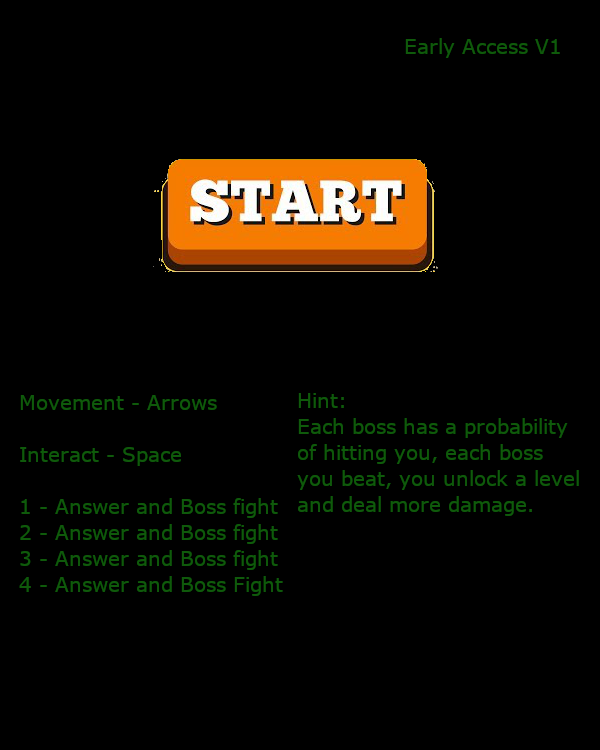 Early Access V1
START
Movement - Arrows
Interact - Space
1 - Answer and Boss fight
2 - Answer and Boss fight
3 - Answer and Boss fight
4 - Answer and Boss Fight
Hint:
Each boss has a probability
of hitting you, each boss
you beat, you unlock a level
and deal more damage.